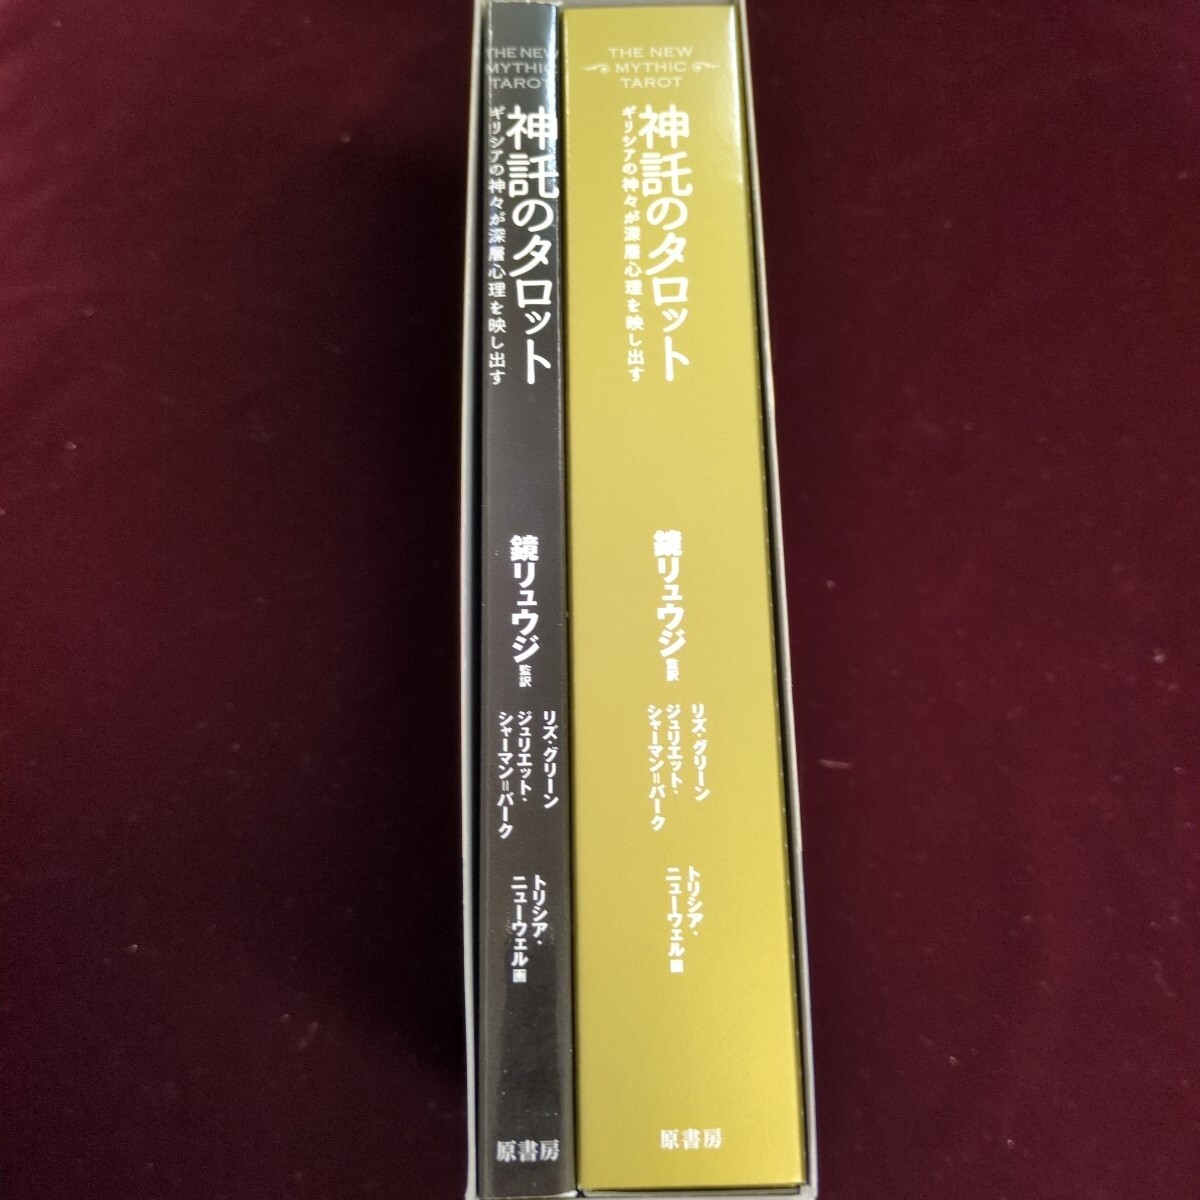 THE NEW
MYTHIC
TAROT
神託のタロット
ギリシアの神々が深層心理を映し出す
鏡リュウジ 監訳
リズ・グリーン
ジュリエット・
シャーマン=バーク
トリシア・
ニューウェル 画
原書房
THE NEW
MYTHIC
TAROT
神託のタロット
ギリシアの神々が深層心理を映し出す
鏡リュウジ 監訳
リズ・グリーン
ジュリエット・
シャーマン=バーク
トリシア・
ニューウェル 画
原書房